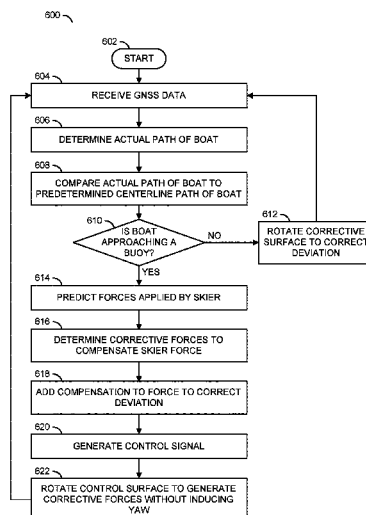 600
602
START
604
RECEIVE GNSS DATA
606
DETERMINE ACTUAL PATH OF BOAT
608
COMPARE ACTUAL PATH OF BOAT TO
PREDETERMINED CENTERLINE PATH OF BOAT
610
IS
BOAT
APPROACHING A
BUOY?
NO
612
ROTATE CORRECTIVE
SURFACE TO CORRECT
DEVIATION
YES
614
PREDICT FORCES APPLIED BY SKIER
616
DETERMINE CORRECTIVE FORCES TO
COMPENSATE SKIER FORCE
618
ADD COMPENSATION TO FORCE TO CORRECT
DEVIATION
620
GENERATE CONTROL SIGNAL
622
ROTATE CONTROL SURFACE TO GENERATE
CORRECTIVE FORCES WITHOUT INDUCING
YAW